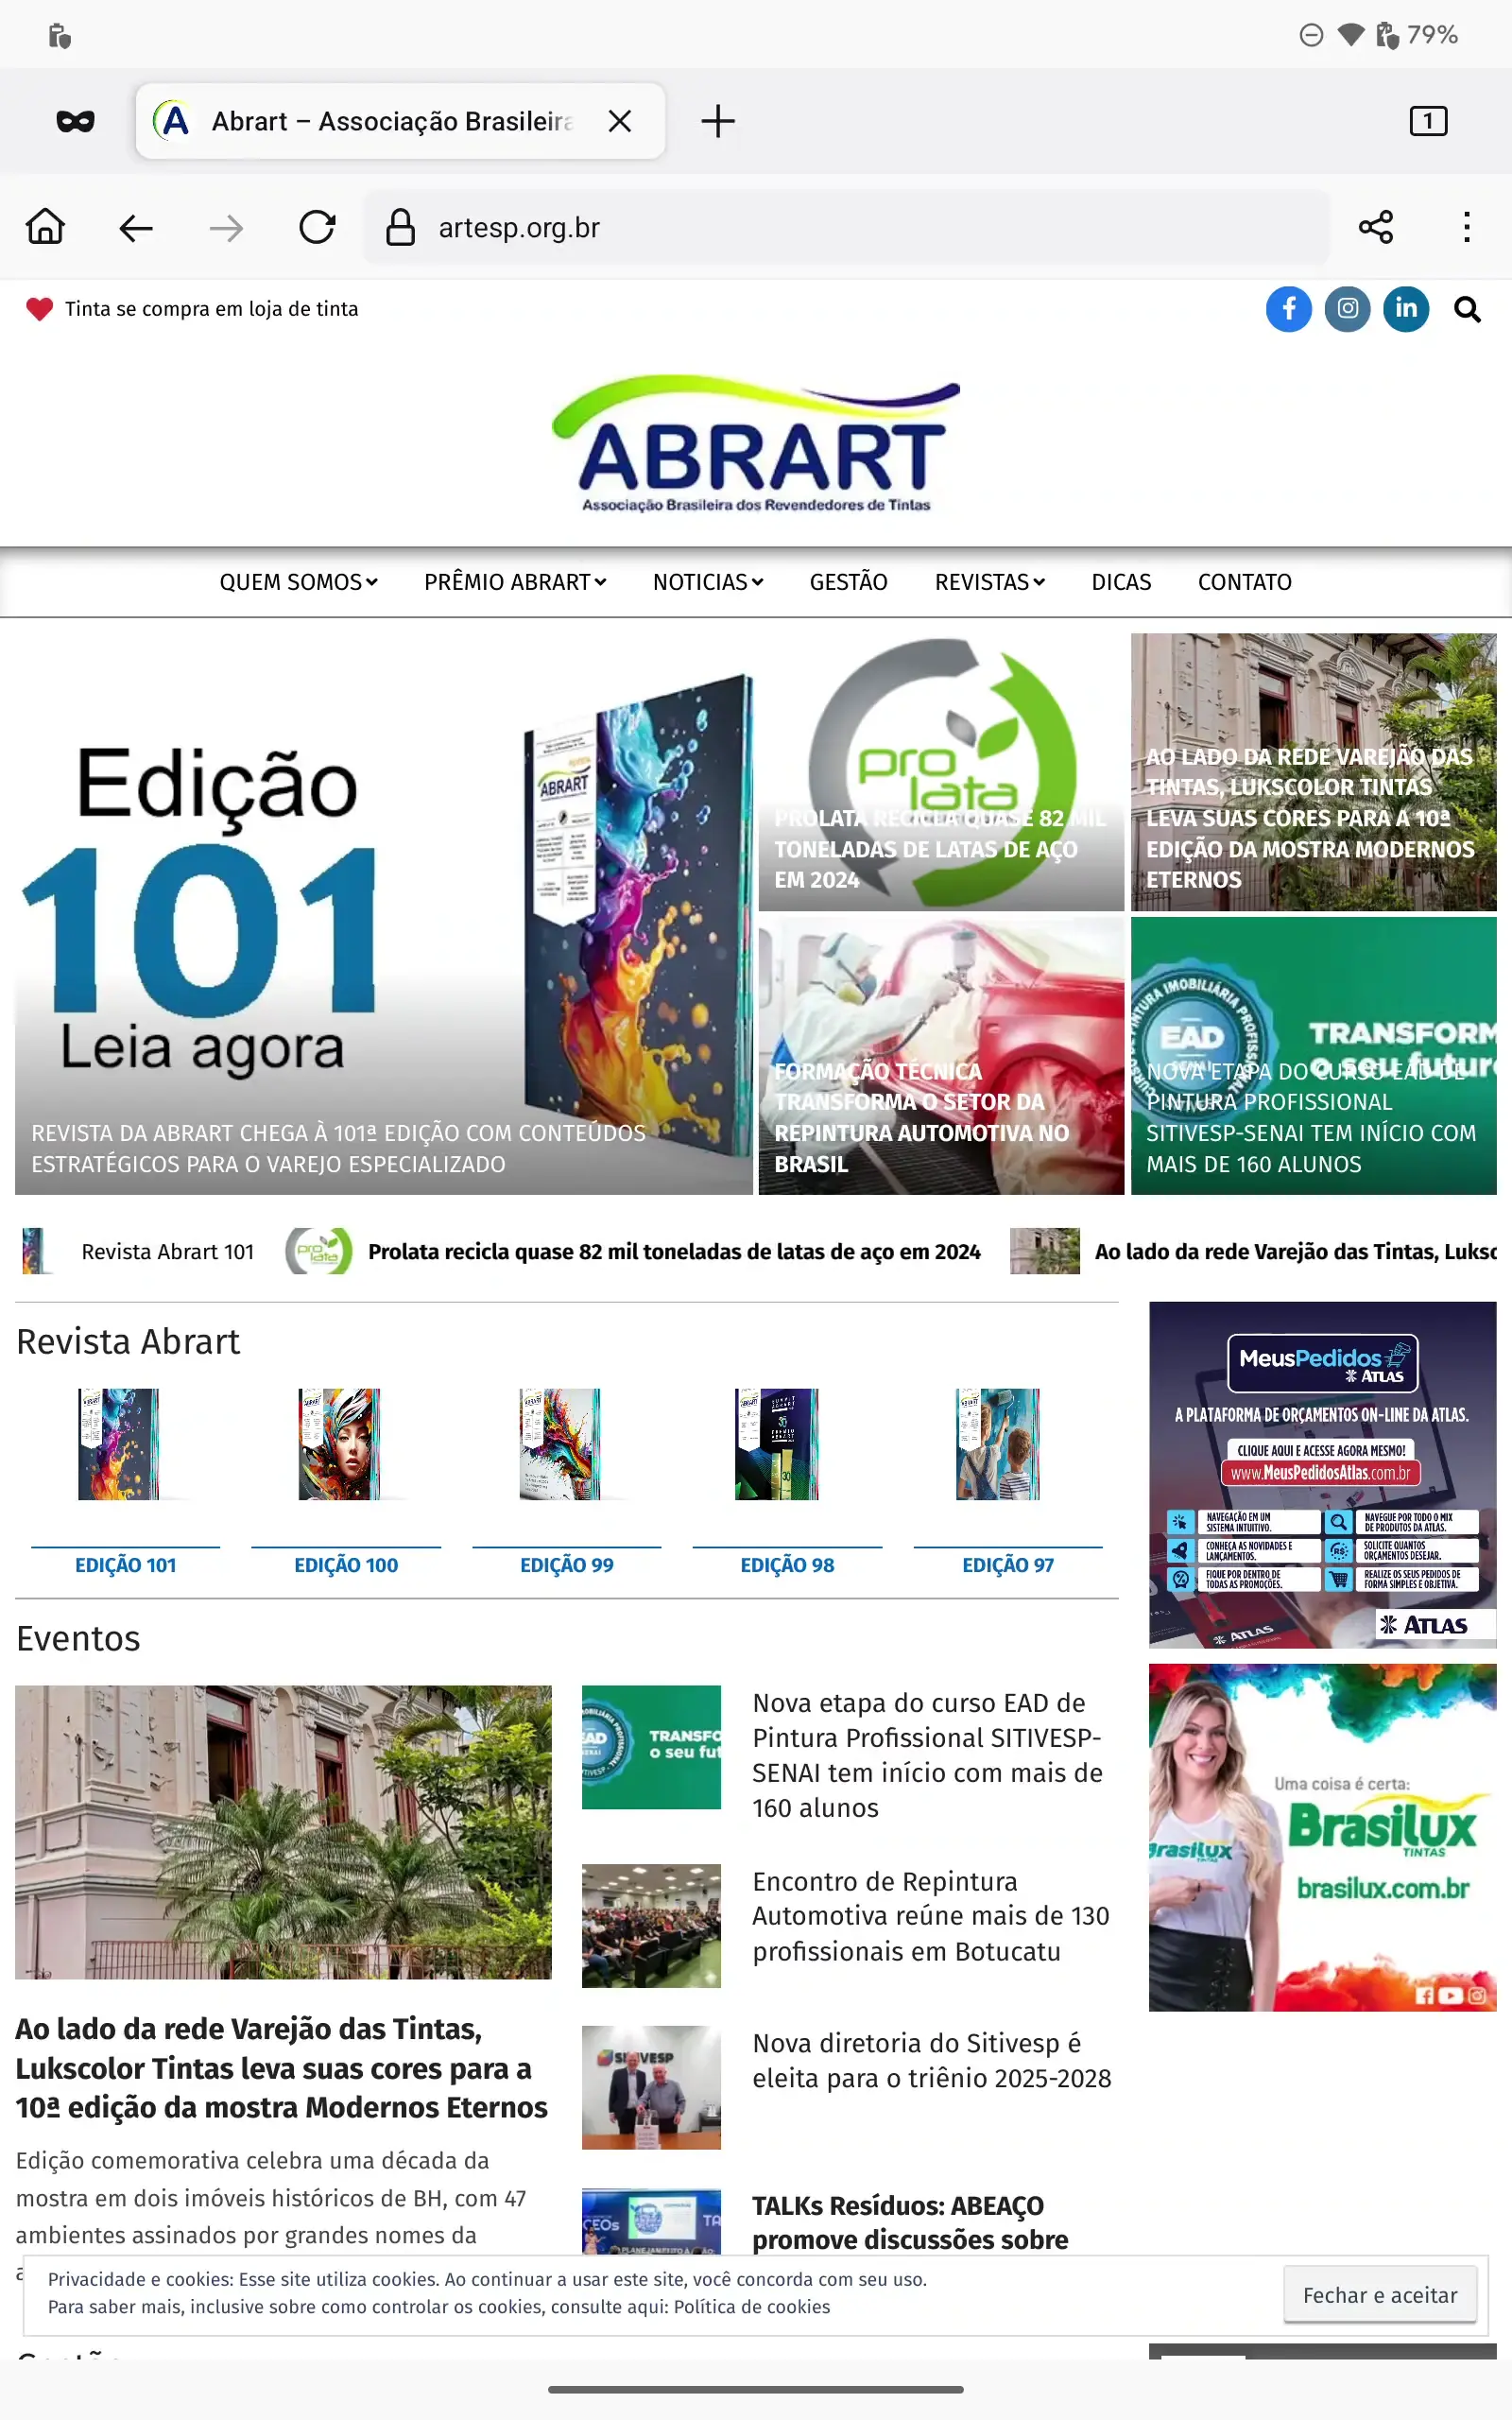 79%
Abrart – Associação Brasileira
1
artesp.org.br
Tinta se compra em loja de tinta
ABRART
Associação Brasileira dos Revendedores de Tintas
QUEM SOMOS
PRÊMIO ABRART
NOTICIAS
GESTÃO
REVISTAS
DICAS
CONTATO
Edição
101
Leia agora
ABRART
REVISTA DA ABRART CHEGA À 101ª EDIÇÃO COM CONTEÚDOS
ESTRATÉGICOS PARA O VAREJO ESPECIALIZADO
pro
lata
PROLATA RECICLA QUASE 82 MIL
TONELADAS DE LATAS DE AÇO
EM 2024
AO LADO DA REDE VAREJÃO DAS
TINTAS, LUKSCOLOR TINTAS
LEVA SUAS CORES PARA A 10ª
EDIÇÃO DA MOSTRA MODERNOS
ETERNOS
FORMAÇÃO TÉCNICA
TRANSFORMA O SETOR DA
REPINTURA AUTOMOTIVA NO
BRASIL
EAD
TRANSFORM
o seu futuro
NOVA ETAPA DO CURSO EAD DE
PINTURA PROFISSIONAL
SITIVESP-SENAI TEM INÍCIO COM
MAIS DE 160 ALUNOS
Revista Abrart 101
pro
lata
Prolata recicla quase 82 mil toneladas de latas de aço em 2024
Ao lado da rede Varejão das Tintas, Luksc
Revista Abrart
EDIÇÃO 101
EDIÇÃO 100
EDIÇÃO 99
EDIÇÃO 98
EDIÇÃO 97
MeusPedidos
ATLAS
A PLATAFORMA DE ORÇAMENTOS ON-LINE DA ATLAS.
CLIQUE AQUI E ACESSE AGORA MESMO!
www.MeusPedidosAtlas.com.br
NAVEGAÇÃO EM UM
SISTEMA INTUITIVO.
NAVEGUE POR TODO O MIX
DE PRODUTOS DA ATLAS.
CONHEÇA AS NOVIDADES E
LANÇAMENTOS.
SOLICITE QUANTOS
ORÇAMENTOS DESEJAR.
FIQUE POR DENTRO DE
TODAS AS PROMOÇÕES.
REALIZE OS SEUS PEDIDOS DE
FORMA SIMPLES E OBJETIVA.
ATLAS
ATLAS
Eventos
Ao lado da rede Varejão das Tintas,
Lukscolor Tintas leva suas cores para a
10ª edição da mostra Modernos Eternos
Edição comemorativa celebra uma década da
mostra em dois imóveis históricos de BH, com 47
ambientes assinados por grandes nomes da
EAD
TRANSFO
o seu fut
Nova etapa do curso EAD de
Pintura Profissional SITIVESP-
SENAI tem início com mais de
160 alunos
Encontro de Repintura
Automotiva reúne mais de 130
profissionais em Botucatu
SITIVESP
Nova diretoria do Sitivesp é
eleita para o triênio 2025-2028
CEOs
TALKs Resíduos: ABEAÇO
promove discussões sobre
Uma coisa é certa:
Brasilux
TINTAS
brasilux.com.br
Brasilux
Privacidade e cookies: Esse site utiliza cookies. Ao continuar a usar este site, você concorda com seu uso.
Para saber mais, inclusive sobre como controlar os cookies, consulte aqui: Política de cookies
Fechar e aceitar